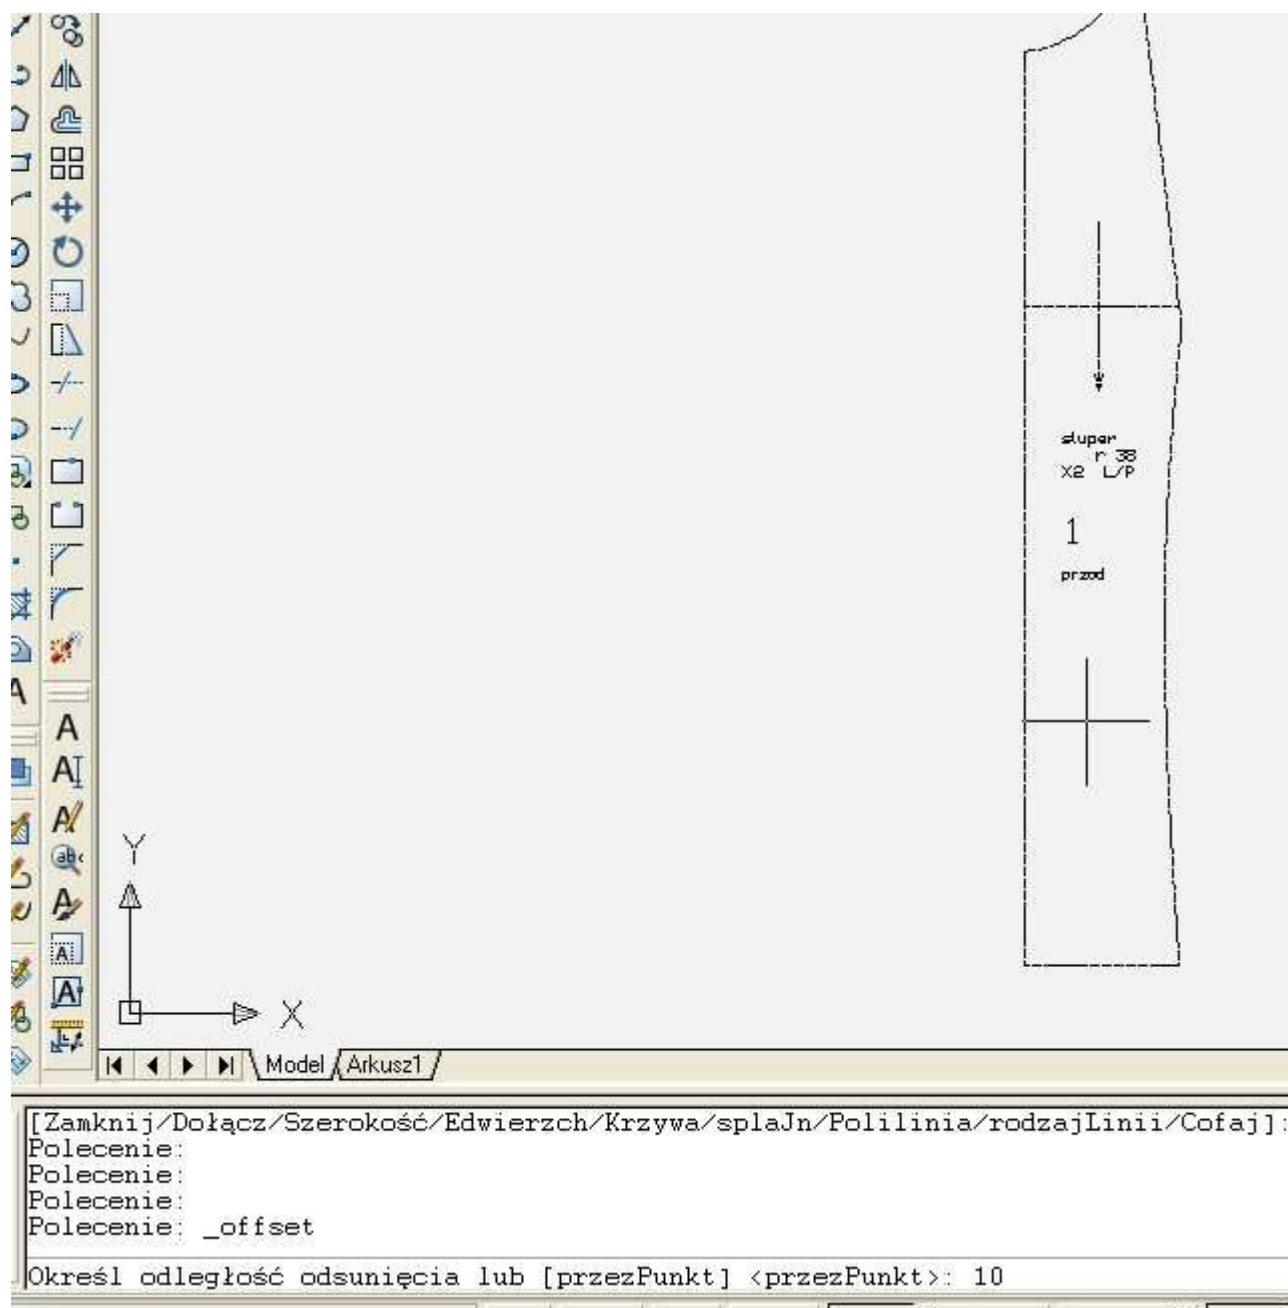 słuper
r 38
X2 L/P
1
przod
Y
X
Model Arkusz1
[Zamknij/Dołącz/Szerokość/Edwierzch/Krzywa/splaJn/Polilinia/rodzajLinii/Cofaj]:
Polecenie:
Polecenie:
Polecenie:
Polecenie: _offset
Określ odległość odsunięcia lub [przezPunkt] <przezPunkt>: 10